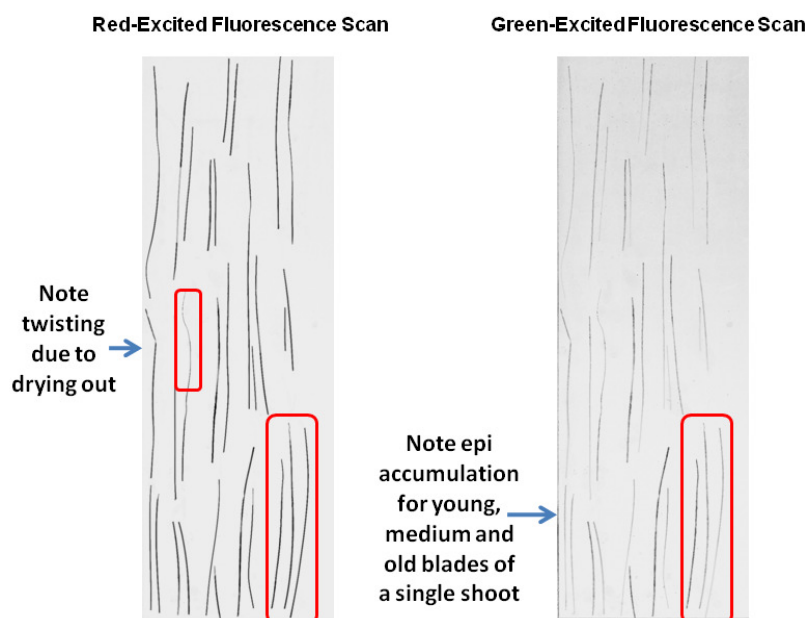 Red-Excited Fluorescence Scan
Green-Excited Fluorescence Scan
Note
twisting
due to
drying out
Note epi
accumulation
for young,
medium and
old blades of
a single shoot